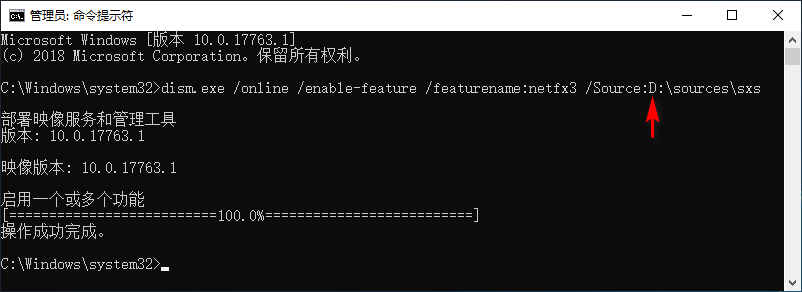 管理员: 命令提示符
Microsoft Windows [版本 10.0.17763.1]
(c) 2018 Microsoft Corporation。保留所有权利。
C:\Windows\system32>dism.exe /online /enable-feature /featurename:netfx3 /Source:D:\sources\sxs
部署映像服务和管理工具
版本: 10.0.17763.1
映像版本: 10.0.17763.1
启用一个或多个功能
[==========================100.0%==========================]
操作成功完成。
C:\Windows\system32>